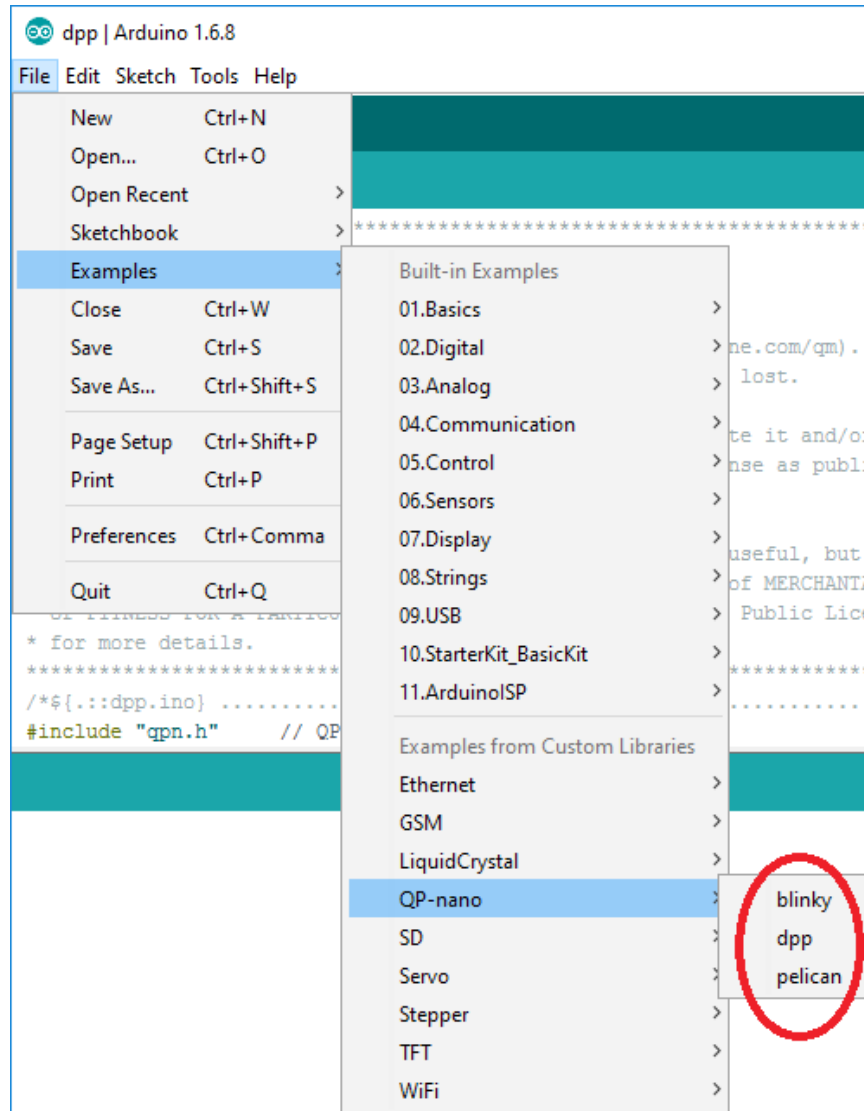 dpp | Arduino 1.6.8
File Edit Sketch Tools Help
New Ctrl+N
Open... Ctrl+O
Open Recent
Sketchbook
Examples
Close Ctrl+W
Save Ctrl+S
Save As... Ctrl+Shift+S
Page Setup Ctrl+Shift+P
Print Ctrl+P
Preferences Ctrl+Comma
Quit Ctrl+Q
Built-in Examples
01.Basics
02.Digital
03.Analog
04.Communication
05.Control
06.Sensors
07.Display
08.Strings
09.USB
10.StarterKit_BasicKit
11.ArduinoISP
Examples from Custom Libraries
Ethernet
GSM
LiquidCrystal
QP-nano
SD
Servo
Stepper
TFT
WiFi
blinky
dpp
pelican
ne.com/qm).
lost.
te it and/o
nse as publi
useful, but
of MERCHANTA
Public Lice
* for more details.
/*${.::dpp.ino} ..........
#include "qpn.h" // QP